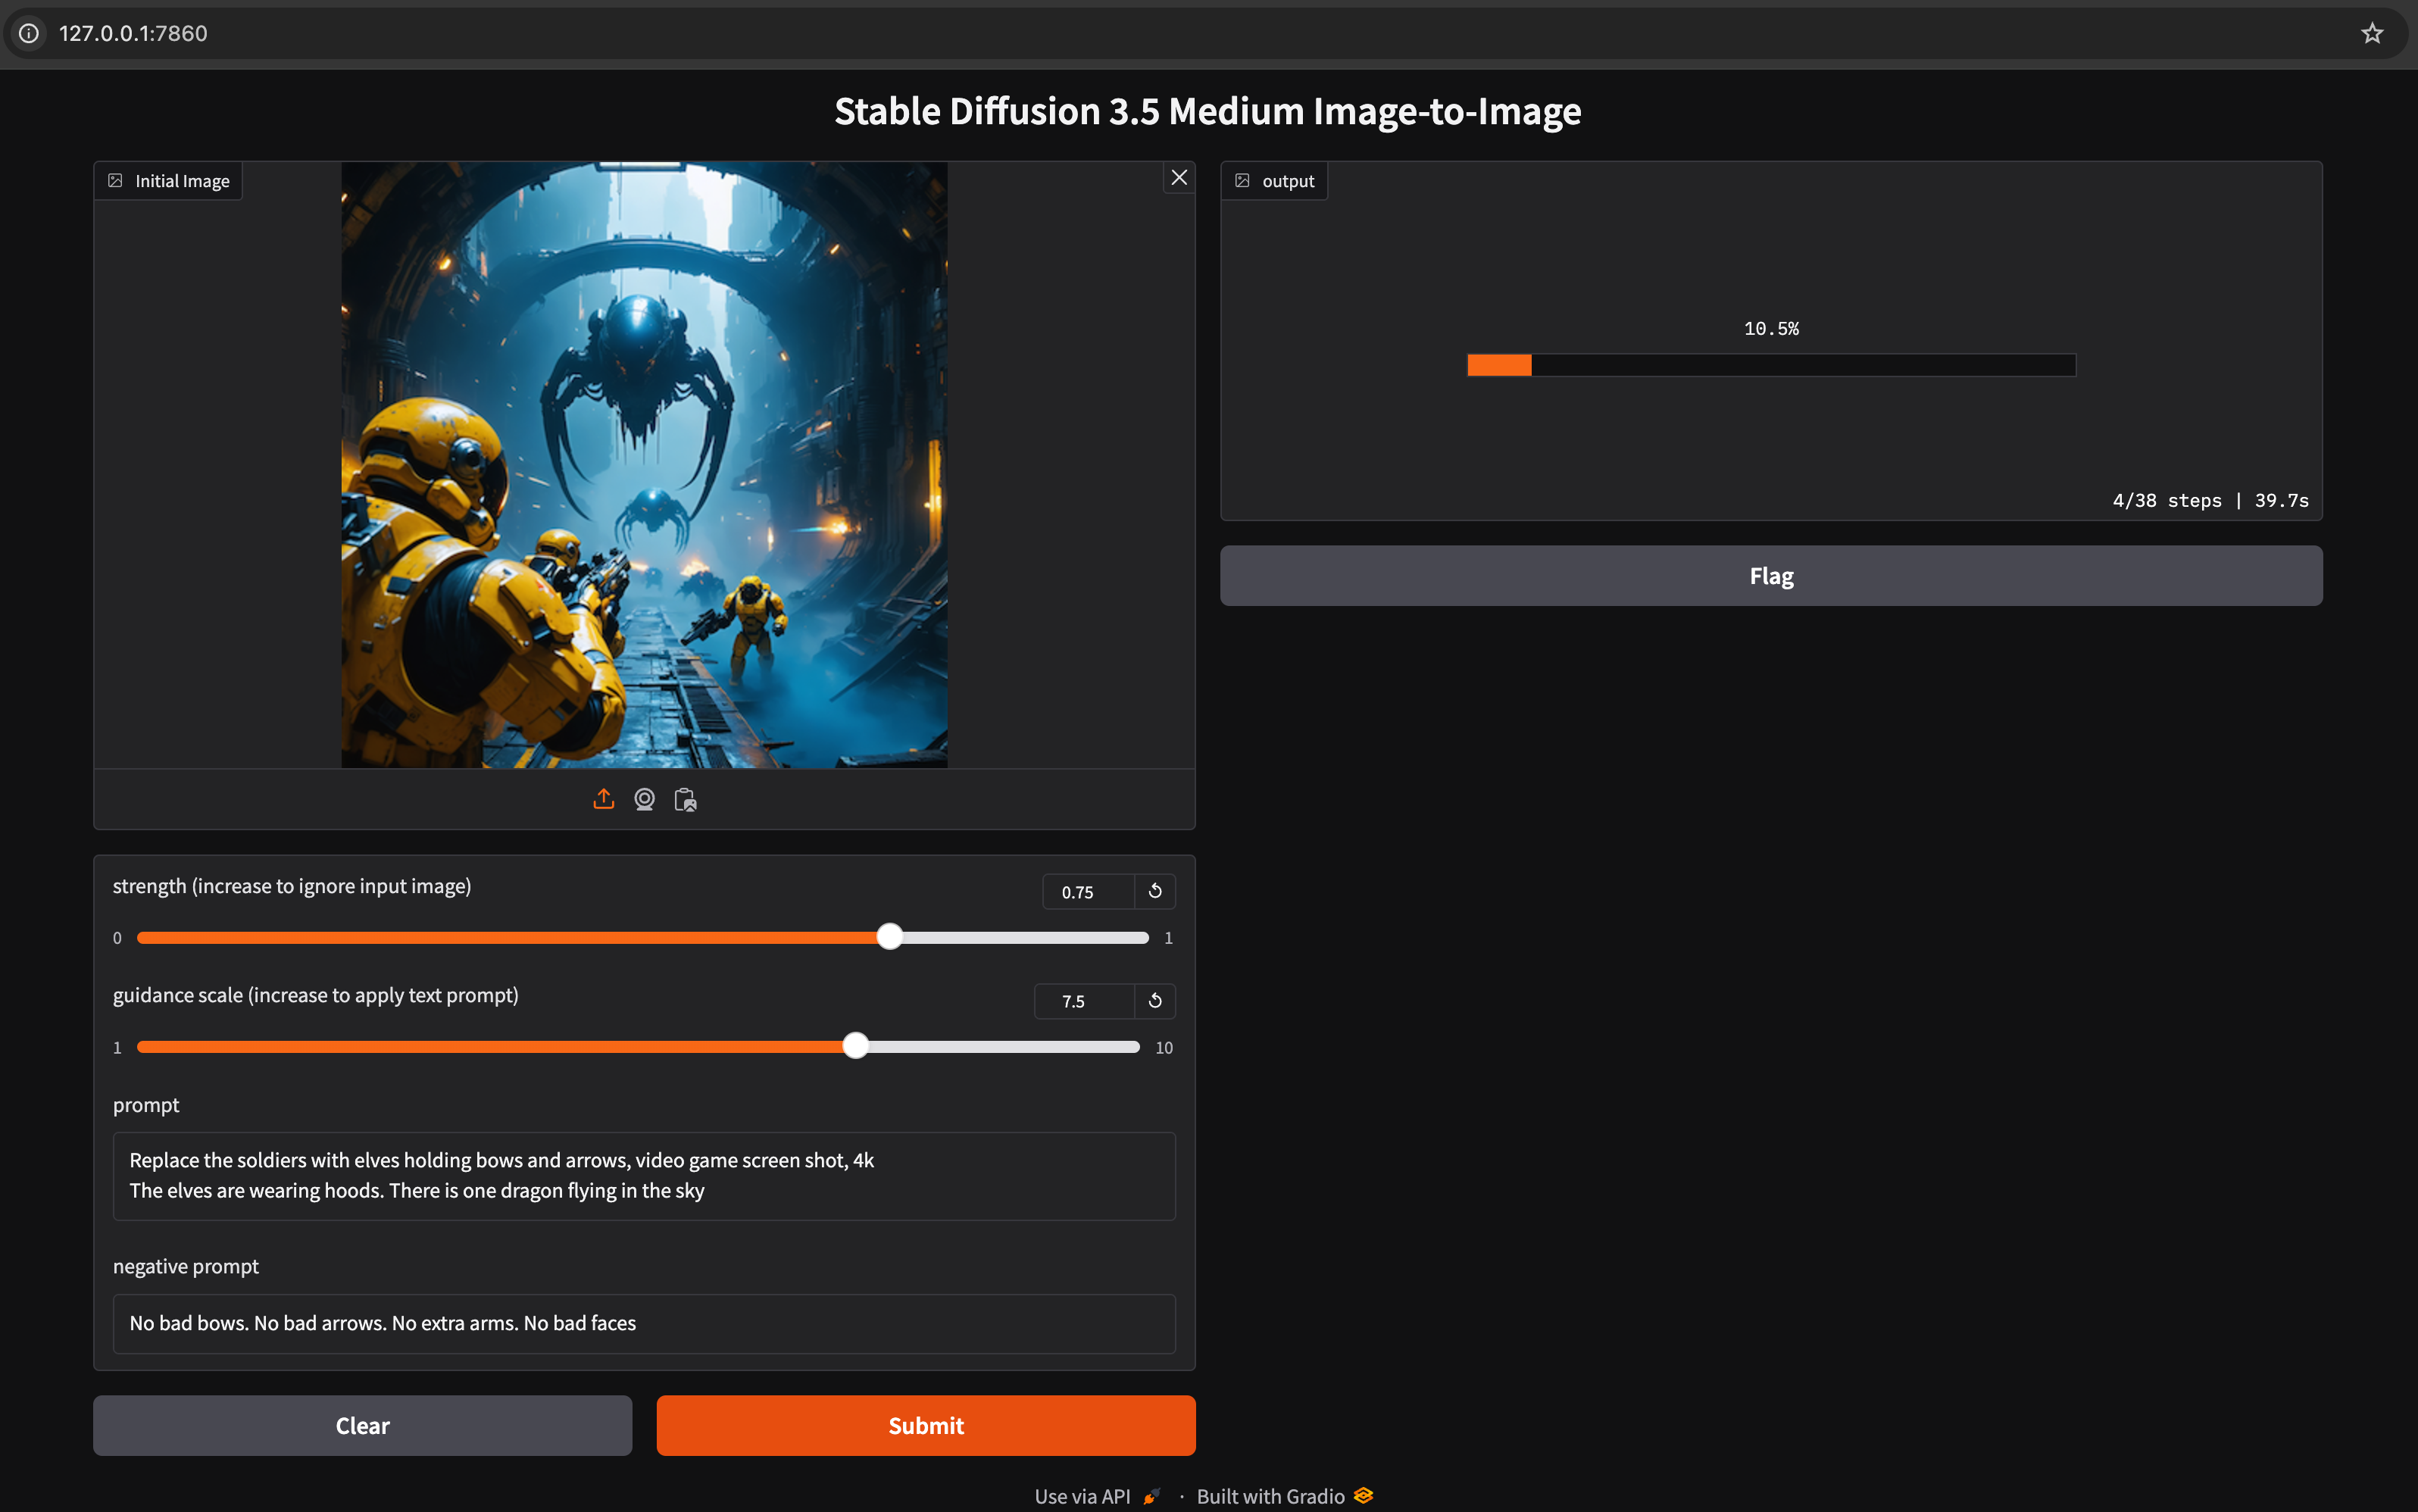 127.0.0.1:7860
Stable Diffusion 3.5 Medium Image-to-Image
Initial Image
output
10.5%
4/38 steps | 39.7s
Flag
strength (increase to ignore input image)
0.75
0
1
guidance scale (increase to apply text prompt)
7.5
1
10
prompt
Replace the soldiers with elves holding bows and arrows, video game screen shot, 4k
The elves are wearing hoods. There is one dragon flying in the sky
negative prompt
No bad bows. No bad arrows. No extra arms. No bad faces
Clear
Submit
Use via API · Built with Gradio